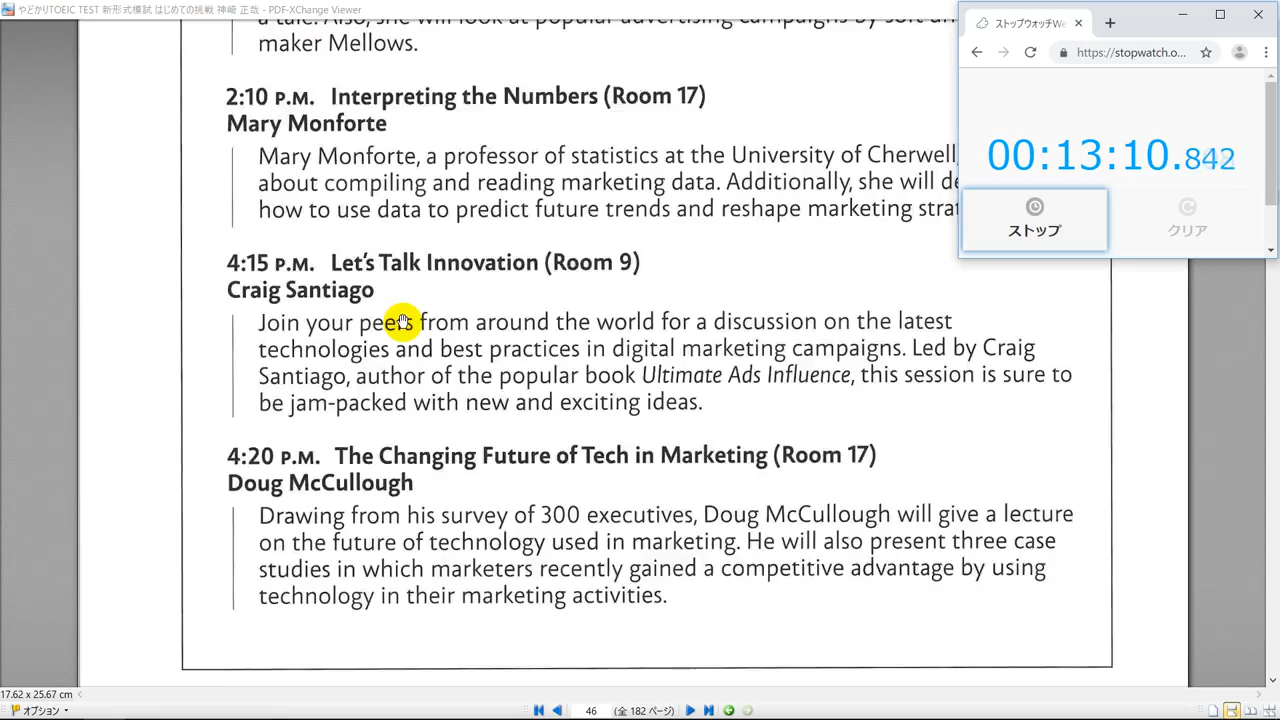 やどかりTOEIC TEST 新形式模試 はじめての挑戦 神崎 正哉 - PDF-XChange Viewer
a tale. Also, she will look at popular advertising campaigns by soft
maker Mellows.
2:10 P.M. Interpreting the Numbers (Room 17)
Mary Monforte
Mary Monforte, a professor of statistics at the University of Cherwell,
about compiling and reading marketing data. Additionally, she will de
how to use data to predict future trends and reshape marketing strat
4:15 P.M. Let's Talk Innovation (Room 9)
Craig Santiago
Join your peers from around the world for a discussion on the latest
technologies and best practices in digital marketing campaigns. Led by Craig
Santiago, author of the popular book Ultimate Ads Influence, this session is sure to
be jam-packed with new and exciting ideas.
4:20 P.M. The Changing Future of Tech in Marketing (Room 17)
Doug McCullough
Drawing from his survey of 300 executives, Doug McCullough will give a lecture
on the future of technology used in marketing. He will also present three case
studies in which marketers recently gained a competitive advantage by using
technology in their marketing activities.
ストップウォッチWe
https://stopwatch.o...
00:13:10.842
ストップ
クリア
17.62 x 25.67 cm
オプション
46 (全 182 ページ)